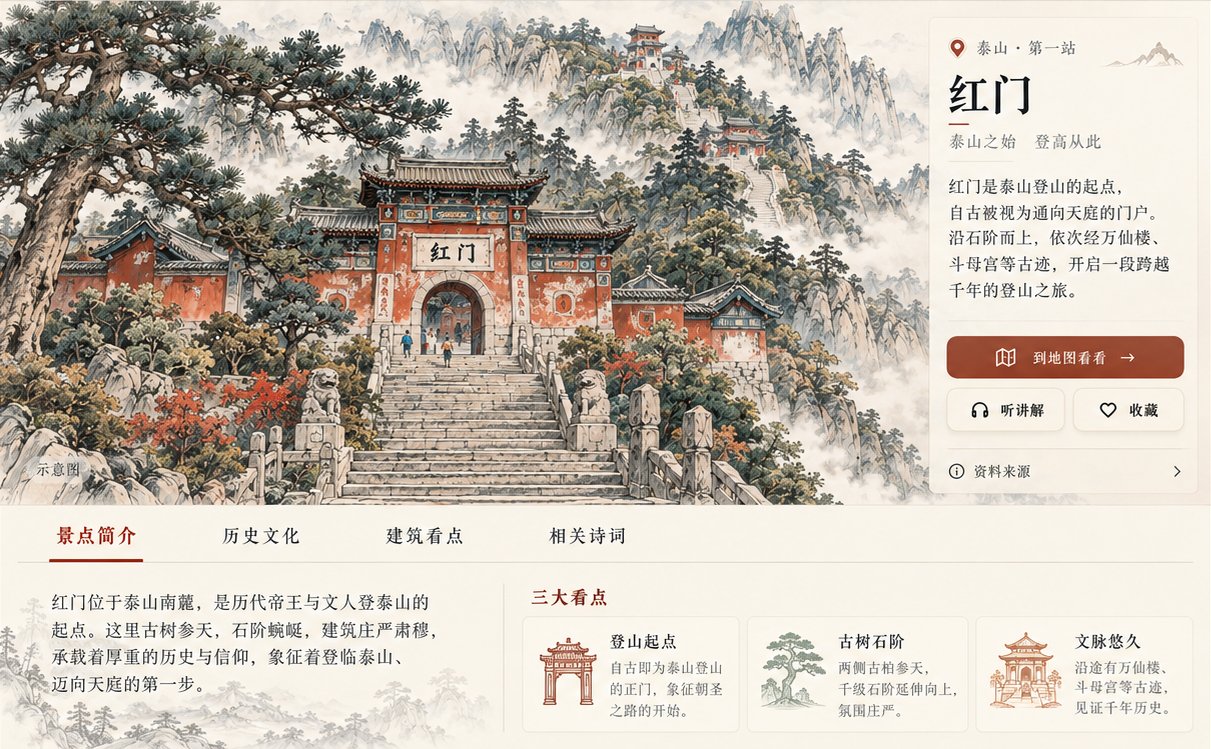 红门
示意图
泰山·第一站
红门
泰山之始 登高从此
红门是泰山登山的起点，
自古被视为通向天庭的门户。
沿石阶而上，依次经万仙楼、
斗母宫等古迹，开启一段跨越
千年的登山之旅。
到地图看看 →
听讲解
收藏
资料来源
景点简介
历史文化
建筑看点
相关诗词
红门位于泰山南麓，是历代帝王与文人登泰山的
起点。这里古树参天，石阶蜿蜒，建筑庄严肃穆，
承载着厚重的历史与信仰，象征着登临泰山、
迈向天庭的第一步。
三大看点
登山起点
自古即为泰山登山
的正门，象征朝圣
之路的开始。
古树石阶
两侧古柏参天，
千级石阶延伸向上，
氛围庄严。
文脉悠久
沿途有万仙楼、
斗母宫等古迹，
见证千年历史。